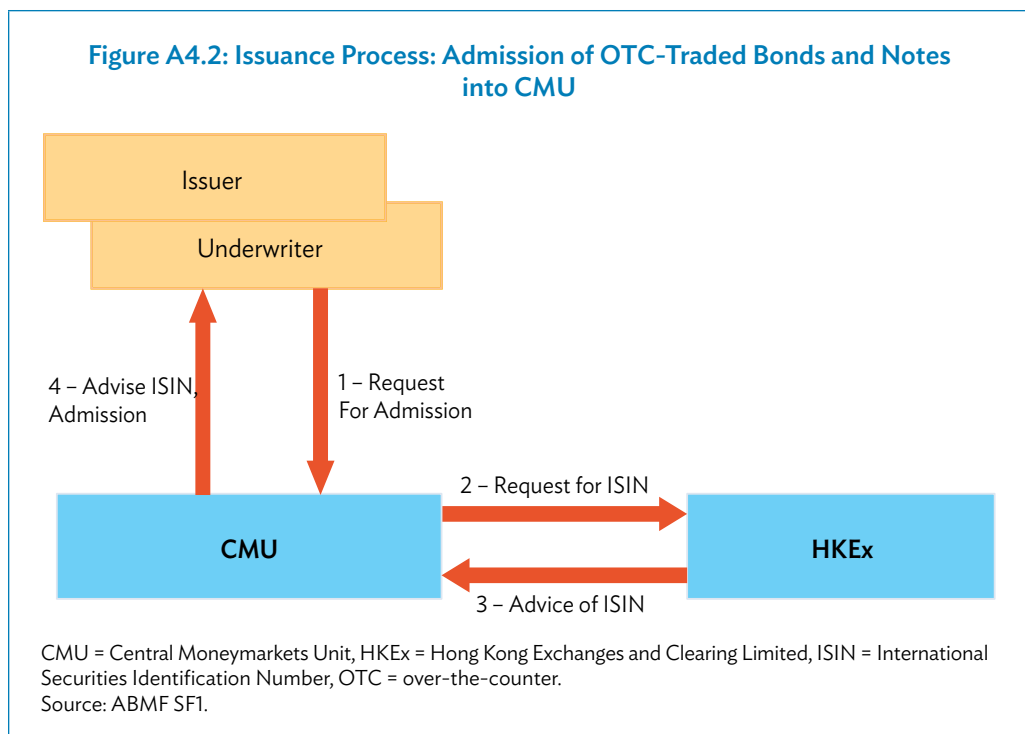 Figure A4.2: Issuance Process: Admission of OTC-Traded Bonds and Notes
into CMU
Issuer
Underwriter
4 – Advise ISIN,
Admission
1 – Request
For Admission
2 – Request for ISIN
CMU
HKEx
3 – Advice of ISIN
CMU = Central Moneymarkets Unit, HKEx = Hong Kong Exchanges and Clearing Limited, ISIN = International
Securities Identification Number, OTC = over-the-counter.
Source: ABMF SF1.